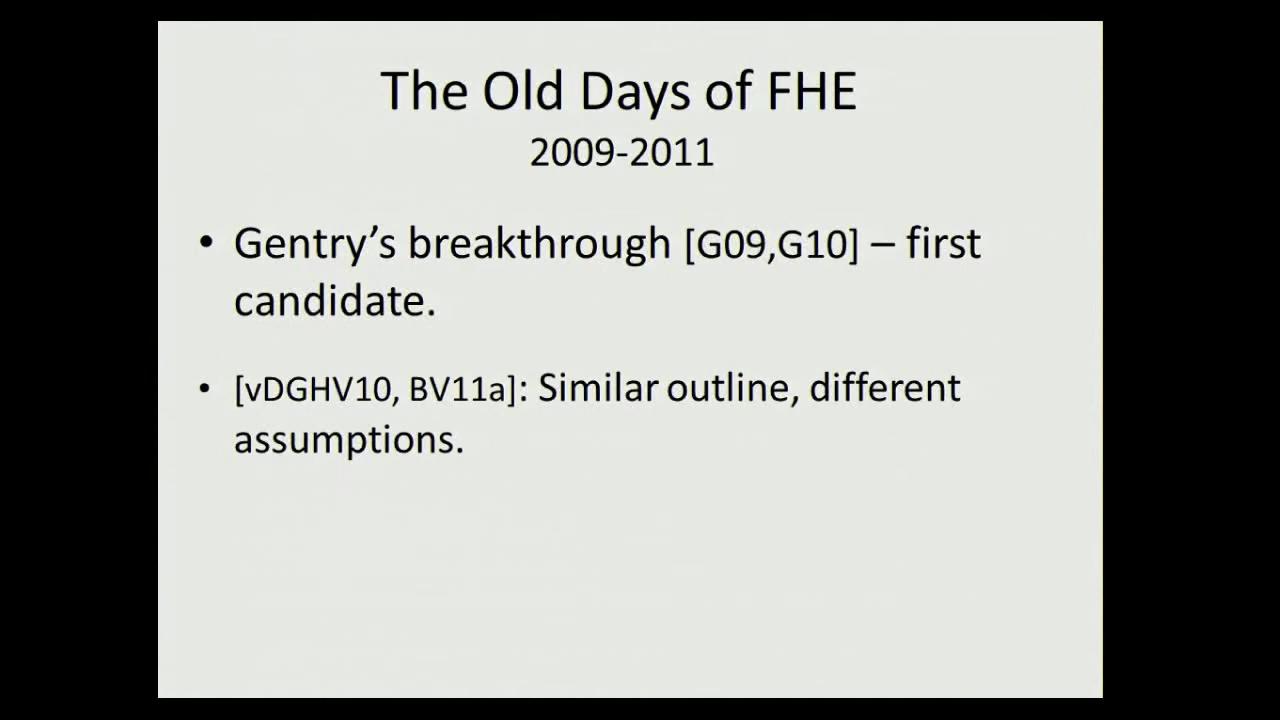 The Old Days of FHE
2009-2011
• Gentry’s breakthrough [G09,G10] – first
candidate.
• [vDGHV10, BV11a]: Similar outline, different
assumptions.